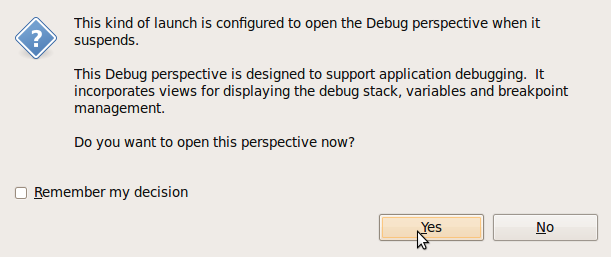 This kind of launch is configured to open the Debug perspective when it
suspends.
This Debug perspective is designed to support application debugging.  It
incorporates views for displaying the debug stack, variables and breakpoint
management.
Do you want to open this perspective now?
Remember my decision
Yes No